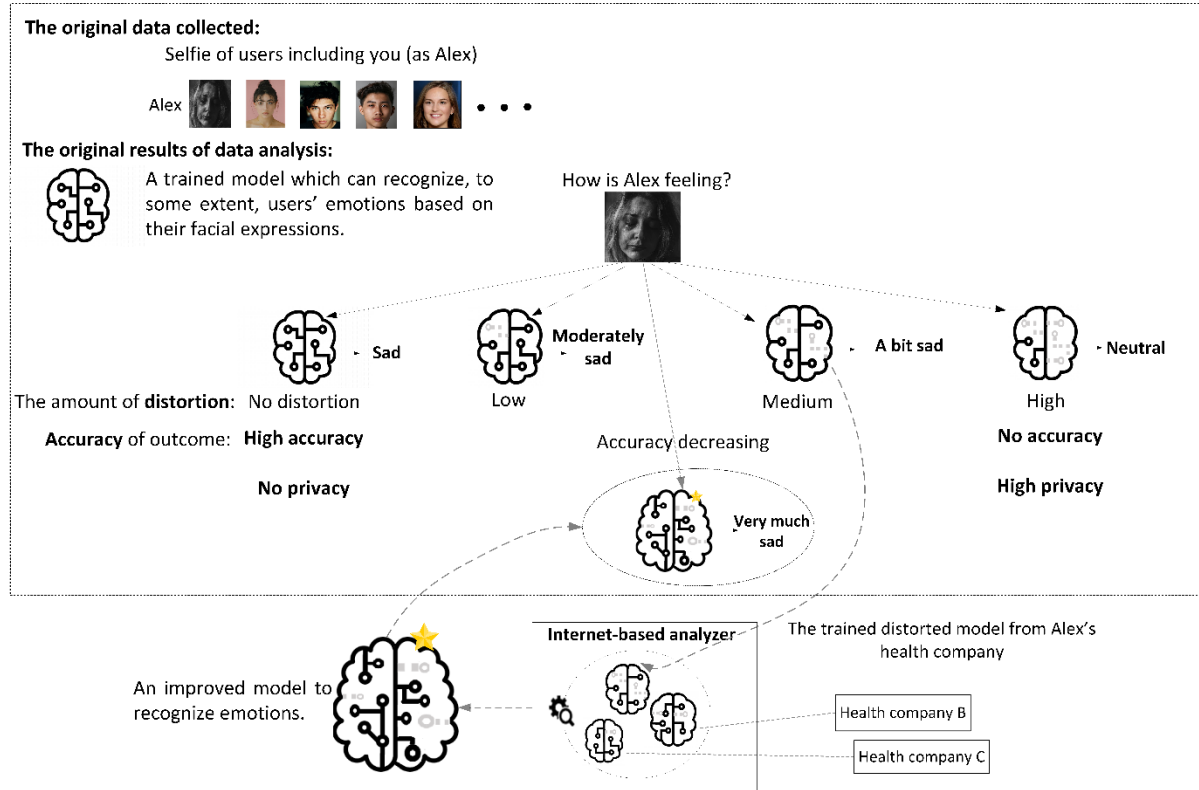 The original data collected:
Selfie of users including you (as Alex)
Alex
The original results of data analysis:
A trained model which can recognize, to
some extent, users' emotions based on
their facial expressions.
How is Alex feeling?
Sad
Moderately
sad
A bit sad
Neutral
The amount of distortion: No distortion Low Medium High
Accuracy of outcome: High accuracy Accuracy decreasing No accuracy
No privacy High privacy
Very much
sad
An improved model to
recognize emotions.
Internet-based analyzer
The trained distorted model from Alex's
health company
Health company B
Health company C